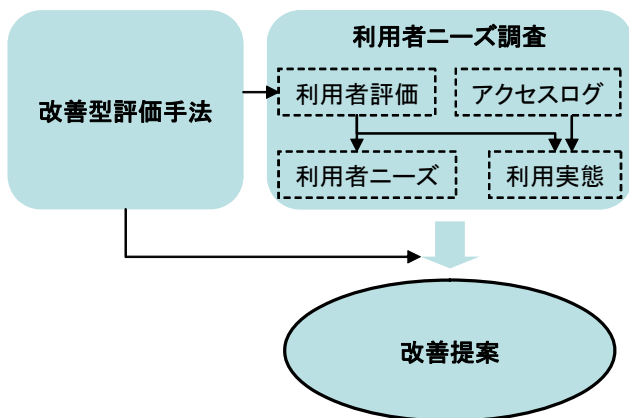 利用者ニーズ調査
改善型評価手法
利用者評価
アクセスログ
利用者ニーズ
利用実態
改善提案